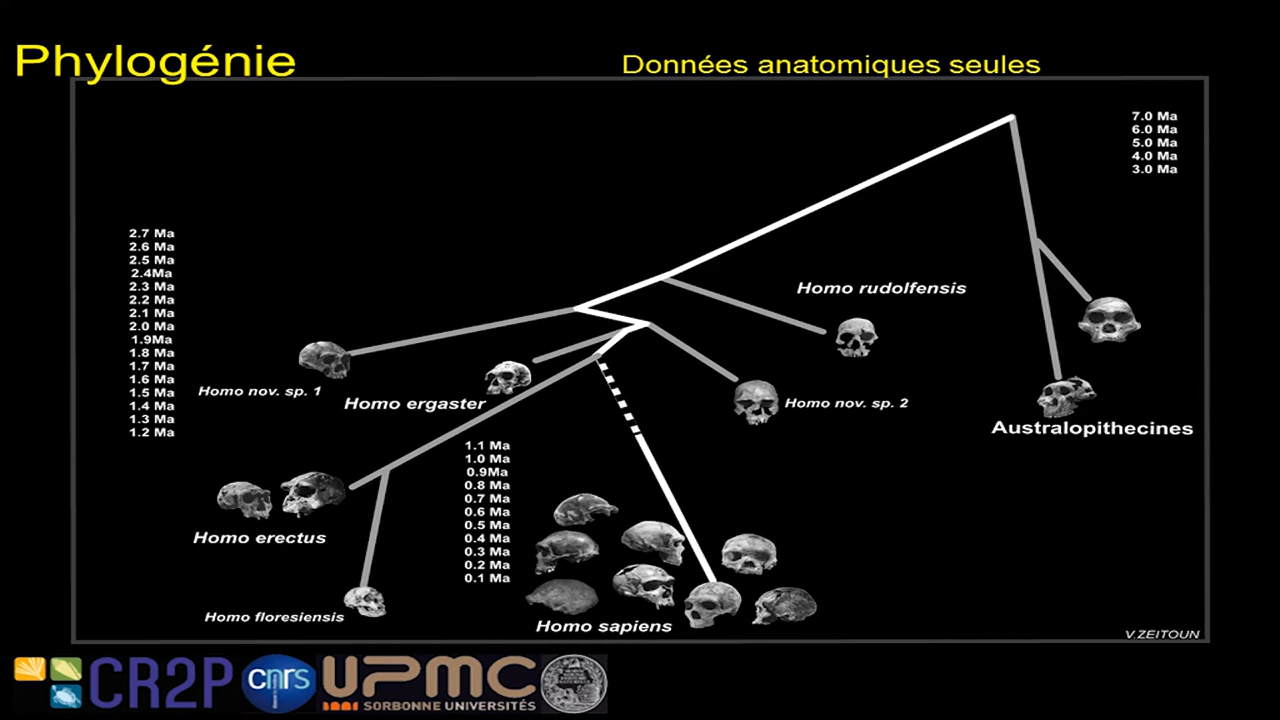 Phylogénie
Données anatomiques seules
7.0 Ma
6.0 Ma
5.0 Ma
4.0 Ma
3.0 Ma
2.7 Ma
2.6 Ma
2.5 Ma
2.4Ma
2.3 Ma
2.2 Ma
2.1 Ma
2.0 Ma
1.9Ma
1.8 Ma
1.7 Ma
1.6 Ma
1.5 Ma
1.4 Ma
1.3 Ma
1.2 Ma
Homo rudolfensis
Homo nov. sp. 1
Homo ergaster
Homo nov. sp. 2
Australopithecines
1.1 Ma
1.0 Ma
0.9Ma
0.8 Ma
0.7 Ma
0.6 Ma
0.5 Ma
0.4 Ma
0.3 Ma
0.2 Ma
0.1 Ma
Homo erectus
Homo floresiensis
Homo sapiens
V.ZEITOUN
CR2P
cnrs
UPMC
SORBONNE UNIVERSITÉS